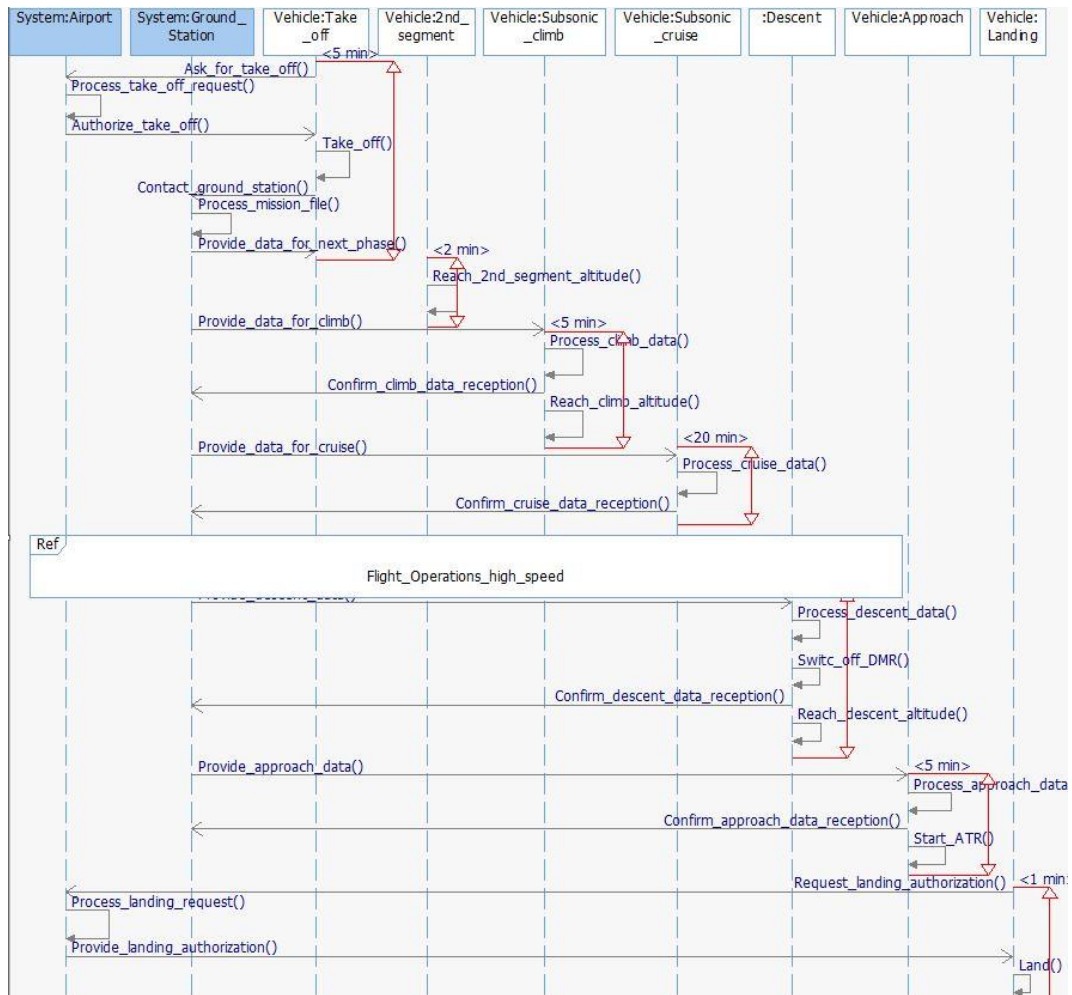 System:Airport
System:Ground_
Station
Vehicle:Take
_off
Vehicle:2nd_
segment
Vehicle:Subsonic
_climb
Vehicle:Subsonic
_cruise
:Descent
Vehicle:Approach
Vehicle:
Landing
<5 min>
Ask_for_take_off()
Process_take_off_request()
Authorize_take_off()
Take_off()
Contact_ground_station()
Process_mission_file()
Provide_data_for_next_phase()
<2 min>
Reach_2nd_segment_altitude()
Provide_data_for_climb()
<5 min>
Process_climb_data()
Confirm_climb_data_reception()
Reach_climb_altitude()
Provide_data_for_cruise()
<20 min>
Process_cruise_data()
Confirm_cruise_data_reception()
Ref
Flight_Operations_high_speed
Provide_descent_data()
Process_descent_data()
Switc_off_DMR()
Confirm_descent_data_reception()
Reach_descent_altitude()
Provide_approach_data()
<5 min>
Process_approach_data
Confirm_approach_data_reception()
Start_ATR()
Request_landing_authorization()
<1 min>
Process_landing_request()
Provide_landing_authorization()
Land()